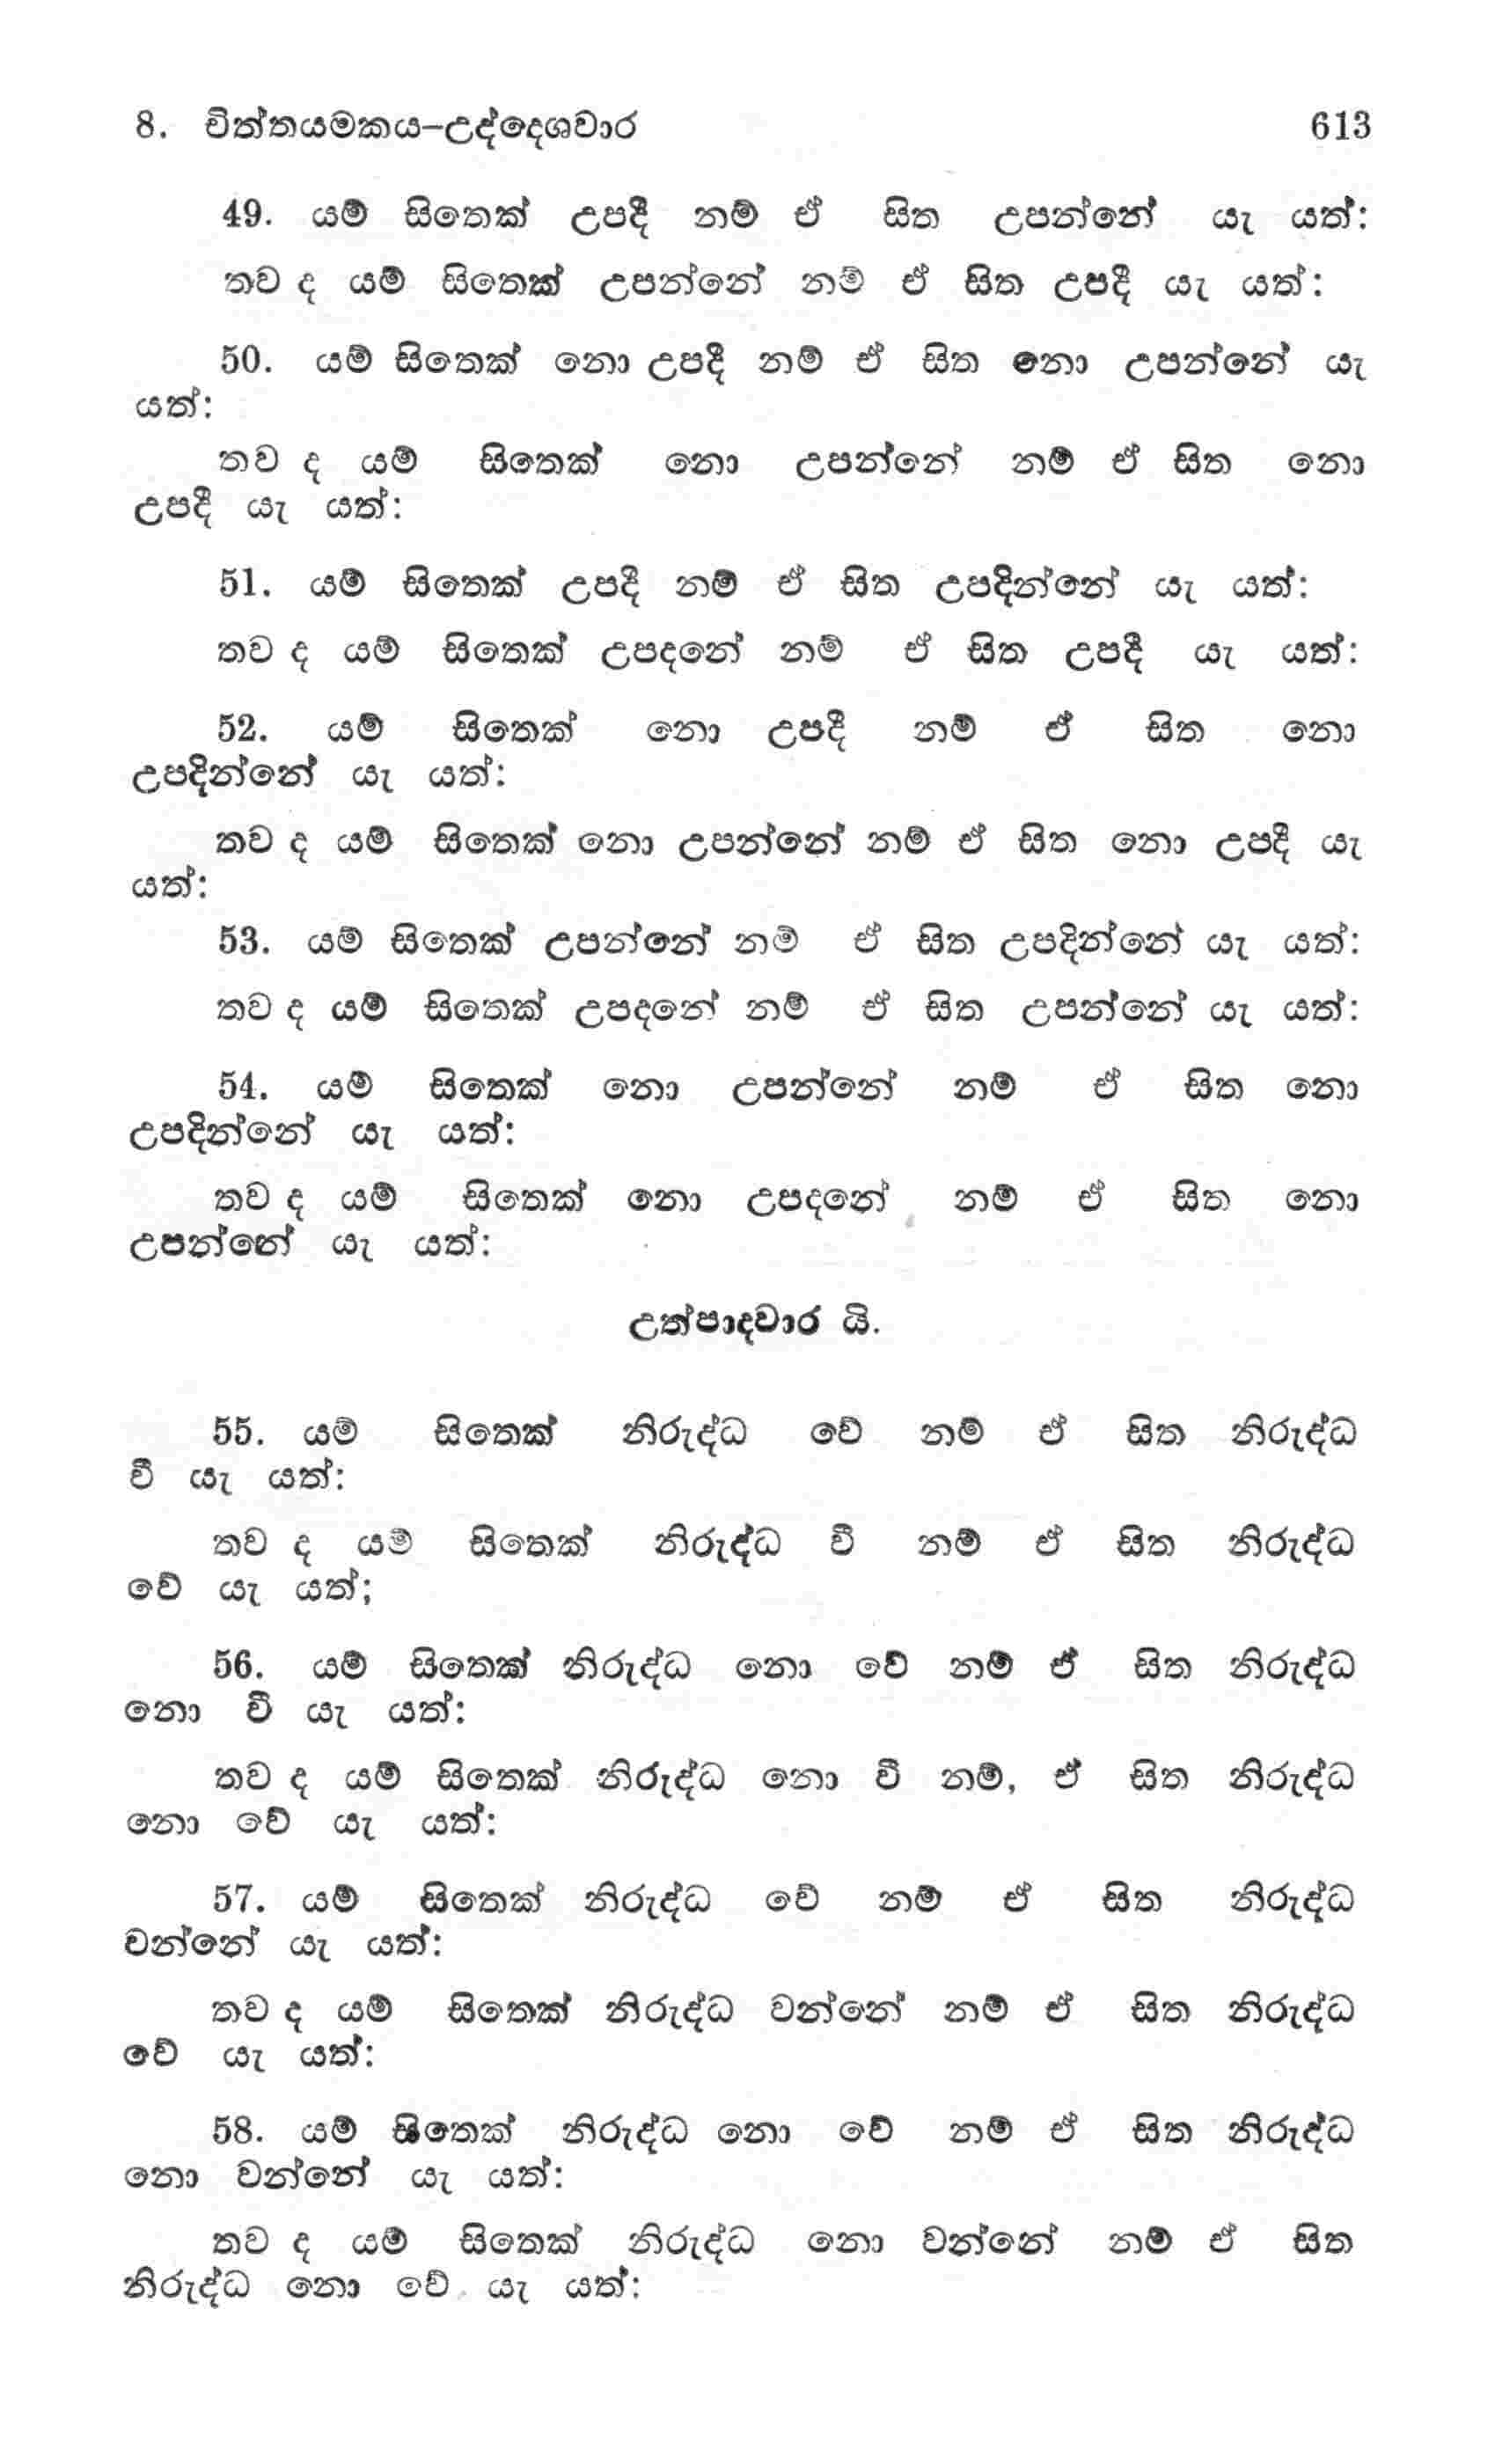 8. චිත්තයමකය–උද්දෙශවාර 613
49. යම් සිතෙක් උපදී නම් ඒ සිත උපන්නේ යැ යත්:
තව ද යම් සිතෙක් උපන්නේ නම් ඒ සිත උපදී යැ යත්:
50. යම් සිතෙක් නො උපදී නම් ඒ සිත නො උපන්නේ යැ
යත්:
තව ද යම් සිතෙක් නො උපන්නේ නම් ඒ සිත නො
උපදී යැ යත්:
51. යම් සිතෙක් උපදී නම් ඒ සිත උපදින්නේ යැ යත්:
තව ද යම් සිතෙක් උපදනේ නම් ඒ සිත උපදී යැ යත්:
52. යම් සිතෙක් නො උපදී නම් ඒ සිත නො
උපදින්නේ යැ යත්:
තව ද යම් සිතෙක් නො උපන්නේ නම් ඒ සිත නො උපදී යැ
යත්:
53. යම් සිතෙක් උපන්නේ නම් ඒ සිත උපදින්නේ යැ යත්:
තව ද යම් සිතෙක් උපදනේ නම් ඒ සිත උපන්නේ යැ යත්:
54. යම් සිතෙක් නො උපන්නේ නම් ඒ සිත නො
උපදින්නේ යැ යත්:
තව ද යම් සිතෙක් නො උපදනේ නම් ඒ සිත නො
උපන්නේ යැ යත්:
උත්පාදවාර යි.
55. යම් සිතෙක් නිරුද්ධ වේ නම් ඒ සිත නිරුද්ධ
වී යැ යත්:
තව ද යම් සිතෙක් නිරුද්ධ වී නම් ඒ සිත නිරුද්ධ
වේ යැ යත්;
56. යම් සිතෙක් නිරුද්ධ නො වේ නම් ඒ සිත නිරුද්ධ
නො වී යැ යත්:
තව ද යම් සිතෙක් නිරුද්ධ නො වී නම්, ඒ සිත නිරුද්ධ
නො වේ යැ යත්:
57. යම් සිතෙක් නිරුද්ධ වේ නම් ඒ සිත නිරුද්ධ
වන්නේ යැ යත්:
තව ද යම් සිතෙක් නිරුද්ධ වන්නේ නම් ඒ සිත නිරුද්ධ
වේ යැ යත්:
58. යම් සිතෙක් නිරුද්ධ නො වේ නම් ඒ සිත නිරුද්ධ
නො වන්නේ යැ යත්:
තව ද යම් සිතෙක් නිරුද්ධ නො වන්නේ නම් ඒ සිත
නිරුද්ධ නො වේ යැ යත්: